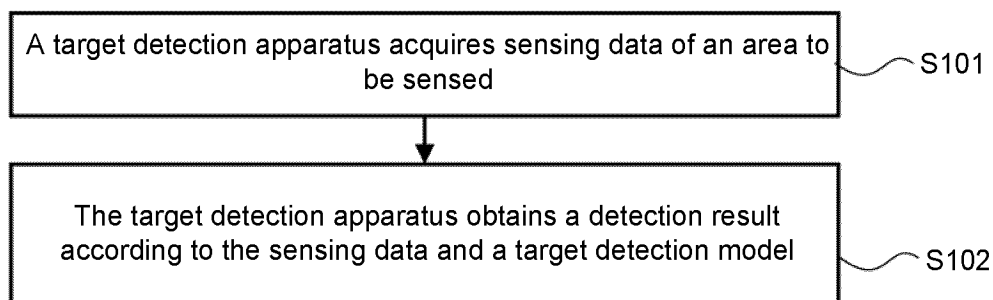 A target detection apparatus acquires sensing data of an area to
be sensed
S101
The target detection apparatus obtains a detection result
according to the sensing data and a target detection model
S102